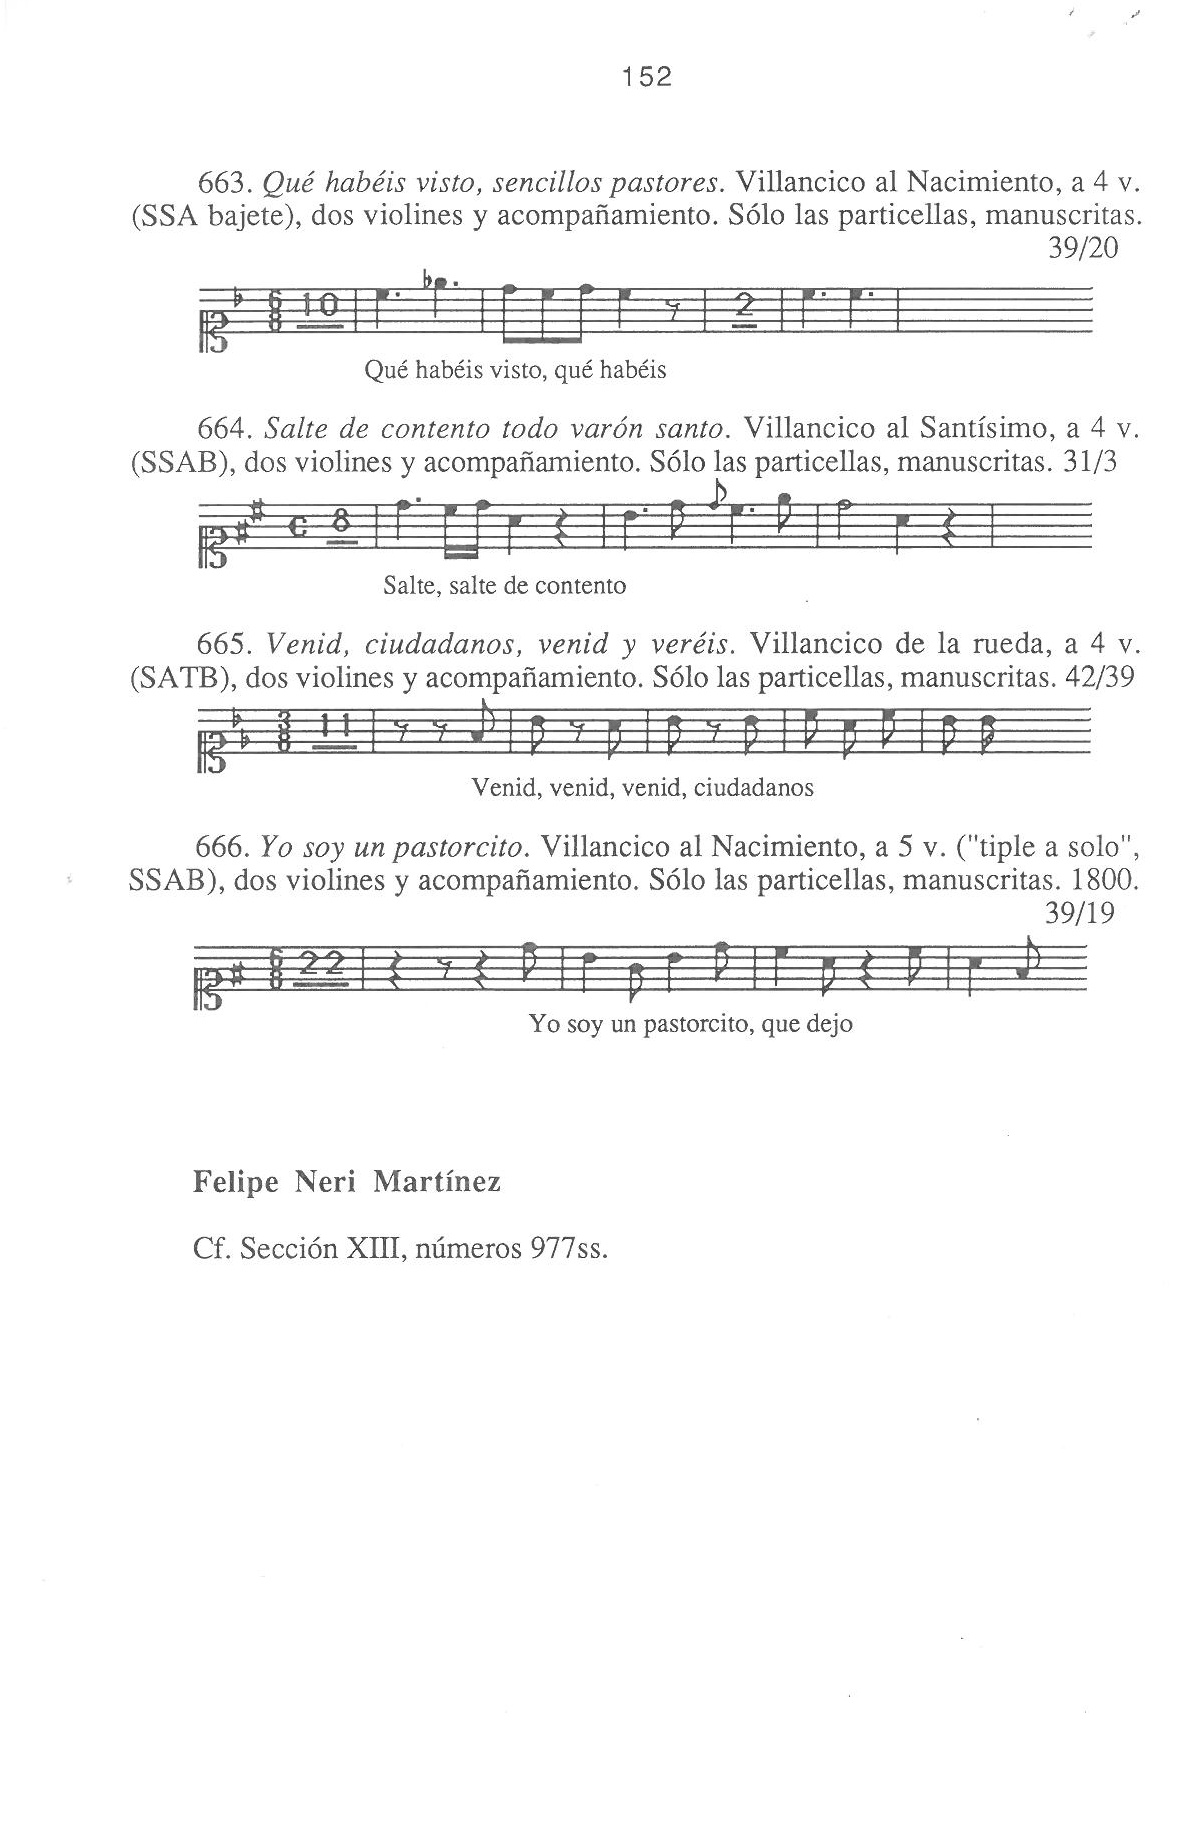 152
663. Qué habéis visto, sencillos pastores. Villancico al Nacimiento, a 4 v.
(SSA bajete), dos violines y acompañamiento. Sólo las particellas, manuscritas.
39/20
6
8
10
2
Qué habéis visto, qué habéis
664. Salte de contento todo varón santo. Villancico al Santísimo, a 4 v.
(SSAB), dos violines y acompañamiento. Sólo las particellas, manuscritas. 31/3
8
Salte, salte de contento
665. Venid, ciudadanos, venid y veréis. Villancico de la rueda, a 4 v.
(SATB), dos violines y acompañamiento. Sólo las particellas, manuscritas. 42/39
3
8
11
Venid, venid, venid, ciudadanos
666. Yo soy un pastorcito. Villancico al Nacimiento, a 5 v. ("tiple a solo",
SSAB), dos violines y acompañamiento. Sólo las particellas, manuscritas. 1800.
39/19
6
8
22
Yo soy un pastorcito, que dejo
Felipe Neri Martínez
Cf. Sección XIII, números 977ss.